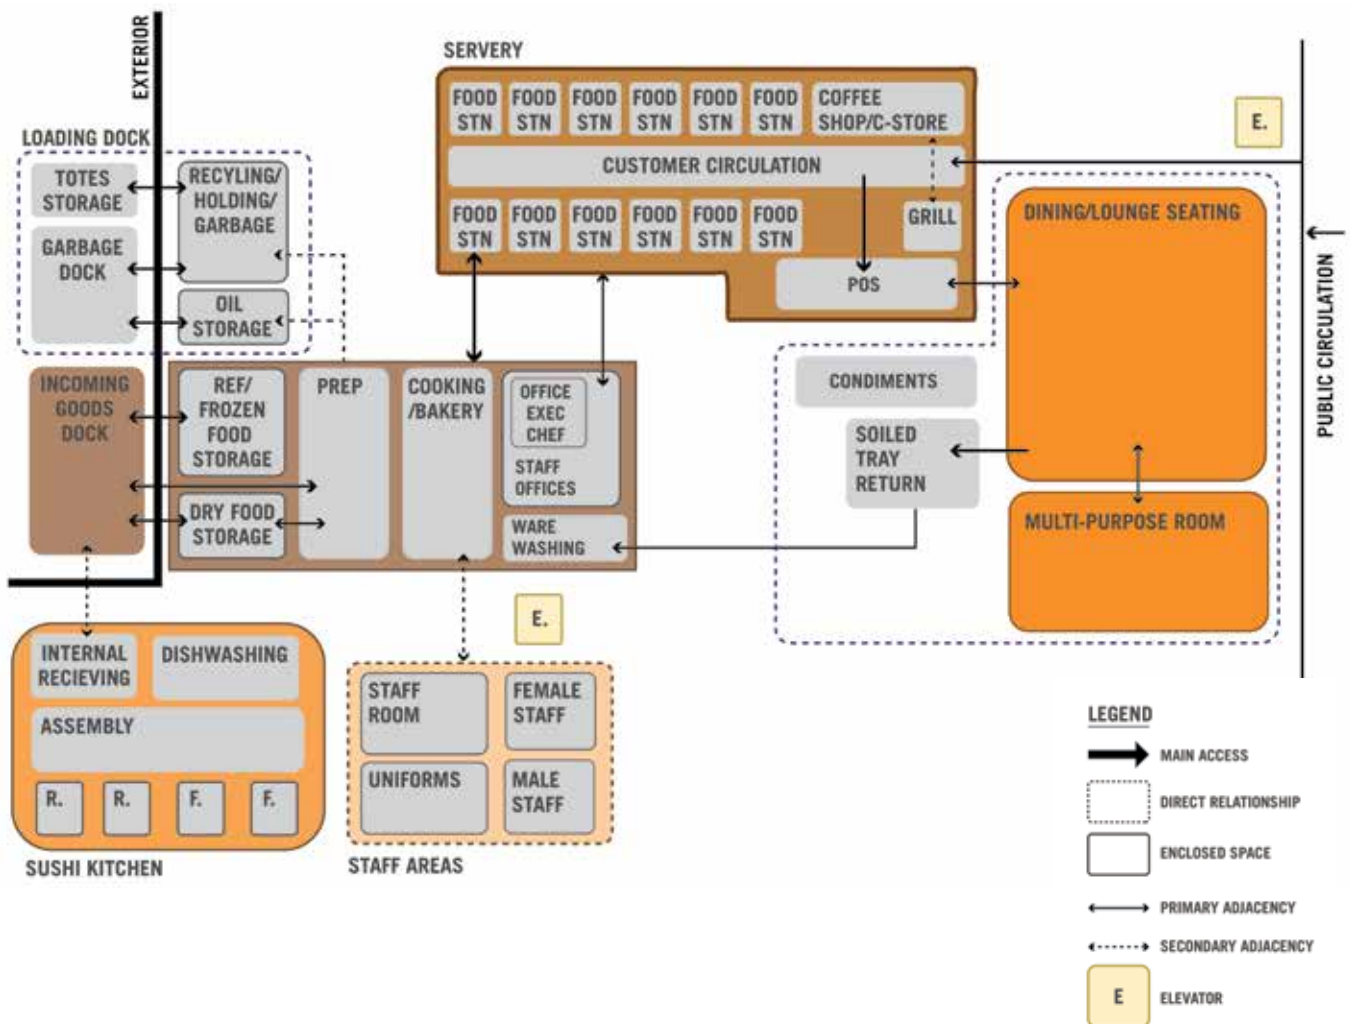 SERVERY
EXTERIOR
FOOD
STN
FOOD
STN
FOOD
STN
FOOD
STN
FOOD
STN
FOOD
STN
COFFEE
SHOP/C-STORE
E.
LOADING DOCK
CUSTOMER CIRCULATION
TOTES
STORAGE
RECYLING/
HOLDING/
GARBAGE
FOOD
STN
FOOD
STN
FOOD
STN
FOOD
STN
FOOD
STN
FOOD
STN
GRILL
DINING/LOUNGE SEATING
GARBAGE
DOCK
POS
PUBLIC CIRCULATION
OIL
STORAGE
INCOMING
GOODS
DOCK
REF/
FROZEN
FOOD
STORAGE
PREP
COOKING
/BAKERY
OFFICE
EXEC
CHEF
STAFF
OFFICES
CONDIMENTS
SOILED
TRAY
RETURN
DRY FOOD
STORAGE
WARE
WASHING
MULTI-PURPOSE ROOM
E.
INTERNAL
RECIEVING
DISHWASHING
ASSEMBLY
R.
R.
F.
F.
SUSHI KITCHEN
STAFF
ROOM
FEMALE
STAFF
UNIFORMS
MALE
STAFF
STAFF AREAS
LEGEND
MAIN ACCESS
DIRECT RELATIONSHIP
ENCLOSED SPACE
PRIMARY ADJACENCY
SECONDARY ADJACENCY
E
ELEVATOR